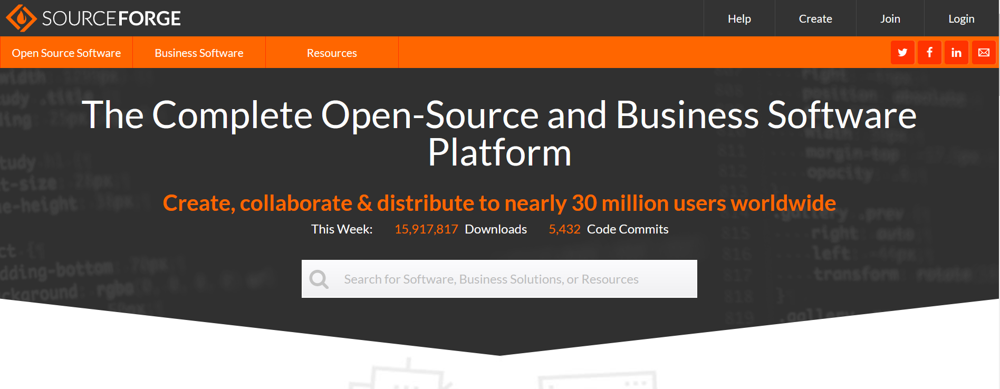 SOURCEFORGE
Help
Create
Join
Login
Open Source Software
Business Software
Resources
The Complete Open-Source and Business Software
Platform
Create, collaborate & distribute to nearly 30 million users worldwide
This Week: 15,917,817 Downloads 5,432 Code Commits
Search for Software, Business Solutions, or Resources